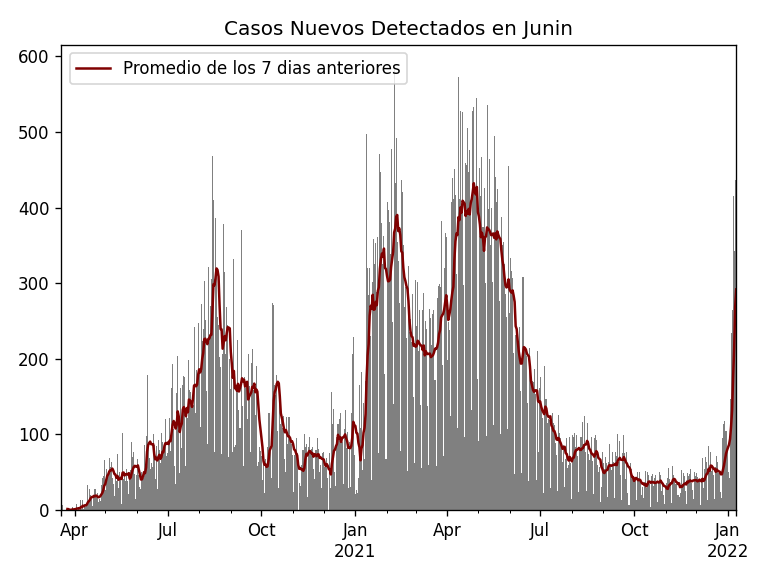 Casos Nuevos Detectados en Junin
Promedio de los 7 dias anteriores
600
500
400
300
200
100
0
Apr Jul Oct Jan Apr Jul Oct Jan
2021 2022